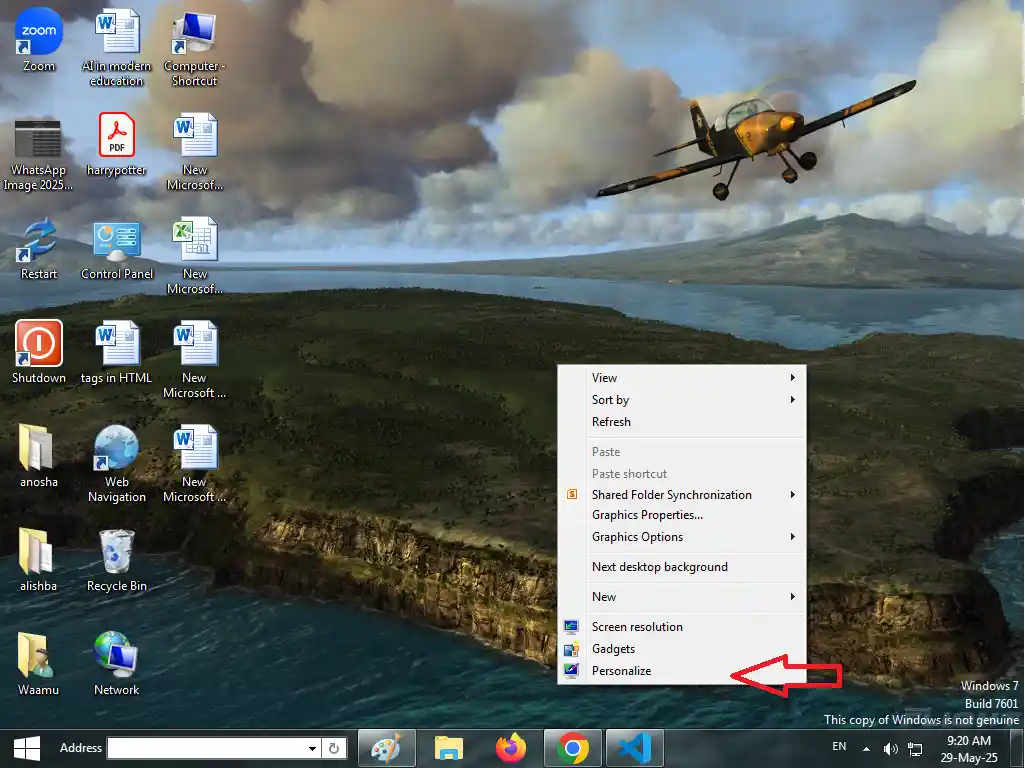 zoom
Zoom
AI in modern
education
Computer -
Shortcut
WhatsApp
Image 2025...
PDF
harrypotter
New
Microsof...
Restart
Control Panel
New
Microsof...
Shutdown
tags in HTML
New
Microsoft ...
anosha
Web
Navigation
New
Microsoft ...
alishba
Recycle Bin
Waamu
Network
View
Sort by
Refresh
Paste
Paste shortcut
Shared Folder Synchronization
Graphics Properties...
Graphics Options
Next desktop background
New
Screen resolution
Gadgets
Personalize
Windows 7
Build 7601
This copy of Windows is not genuine
Address
EN
9:20 AM
29-May-25